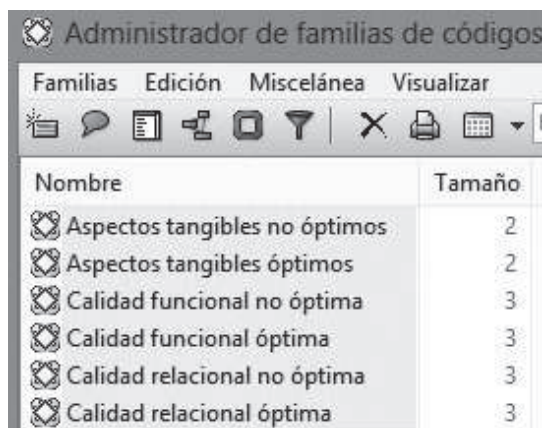 Administrador de familias de códigos
Familias Edición Miscelánea Visualizar
Nombre Tamaño
Aspectos tangibles no óptimos 2
Aspectos tangibles óptimos 2
Calidad funcional no óptima 3
Calidad funcional óptima 3
Calidad relacional no óptima 3
Calidad relacional óptima 3